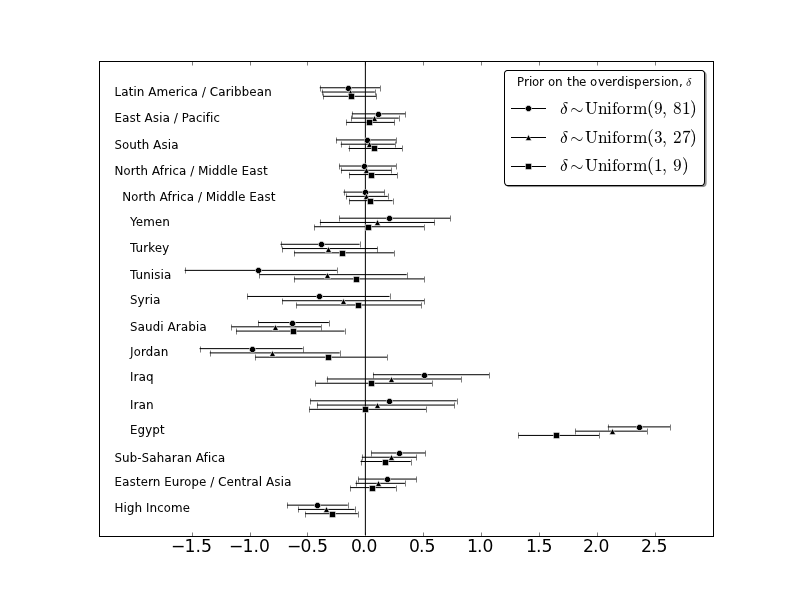 Prior on the overdispersion, δ
δ∼Uniform(9, 81)
δ∼Uniform(3, 27)
δ∼Uniform(1, 9)
Latin America / Caribbean
East Asia / Pacific
South Asia
North Africa / Middle East
North Africa / Middle East
Yemen
Turkey
Tunisia
Syria
Saudi Arabia
Jordan
Iraq
Iran
Egypt
Sub-Saharan Afica
Eastern Europe / Central Asia
High Income
−1.5 −1.0 −0.5 0.0 0.5 1.0 1.5 2.0 2.5